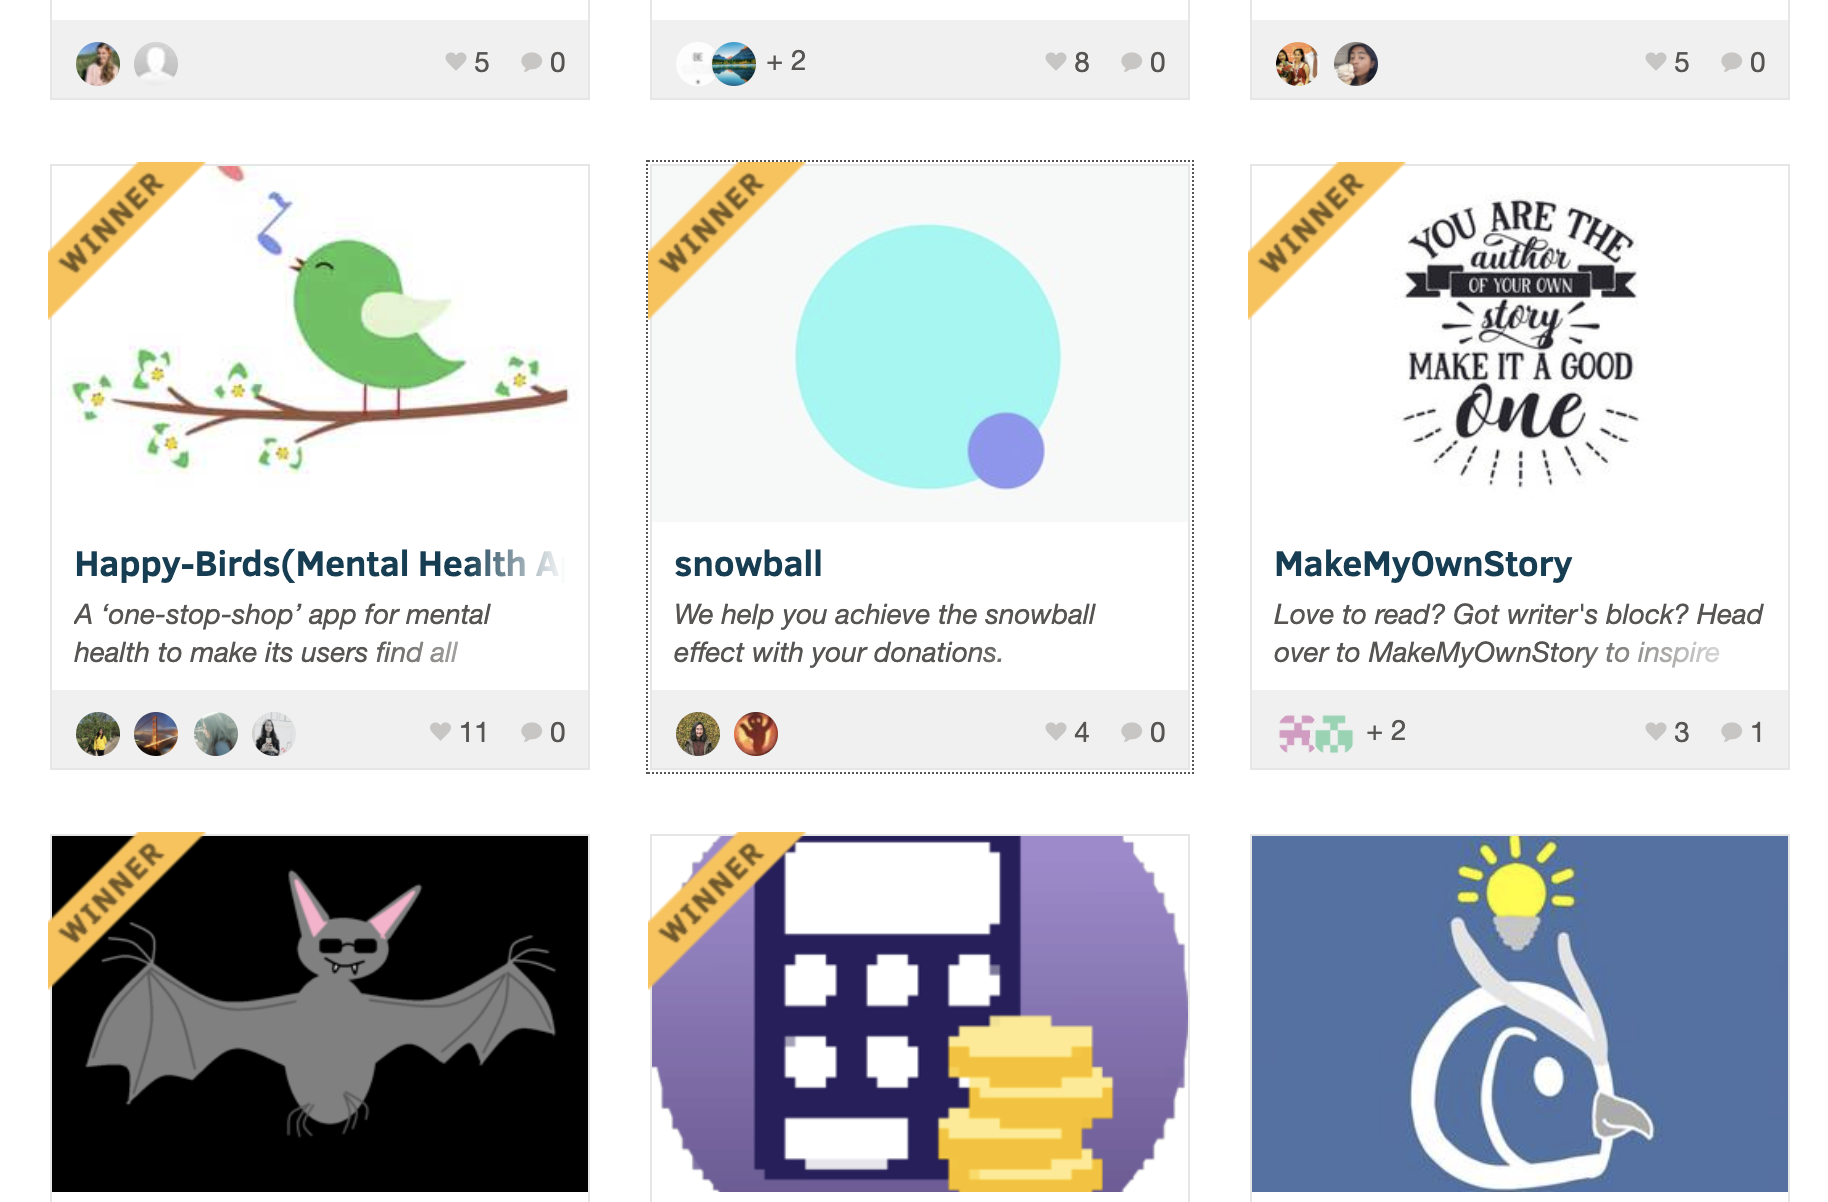 5 0
+ 2 8 0
5 0
WINNER
Happy-Birds(Mental Health A
A ‘one-stop-shop’ app for mental
health to make its users find all
11 0
WINNER
snowball
We help you achieve the snowball
effect with your donations.
4 0
WINNER
YOU ARE THE
author
OF YOUR OWN
story
MAKE IT A GOOD
one
MakeMyOwnStory
Love to read? Got writer's block? Head
over to MakeMyOwnStory to inspire
+ 2 3 1
WINNER
WINNER